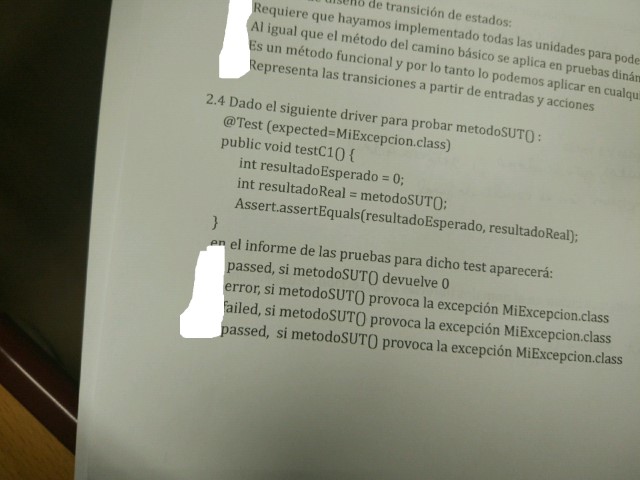 diseño de transición de estados:
Requiere que hayamos implementado todas las unidades para
Al igual que el método del camino básico se aplica en pruebas
Es un método funcional y por lo tanto lo podemos aplicar en
Representa las transiciones a partir de entradas y acciones
2.4 Dado el siguiente driver para probar metodoSUT() :
@Test (expected=MiExcepcion.class)
public void testC1() {
int resultadoEsperado = 0;
int resultadoReal = metodoSUT();
Assert.assertEquals(resultadoEsperado, resultadoReal);
}
en el informe de las pruebas para dicho test aparecerá:
passed, si metodoSUT() devuelve 0
error, si metodoSUT() provoca la excepción MiExcepcion.class
failed, si metodoSUT() provoca la excepción MiExcepcion.class
passed, si metodoSUT() provoca la excepción MiExcepcion.class